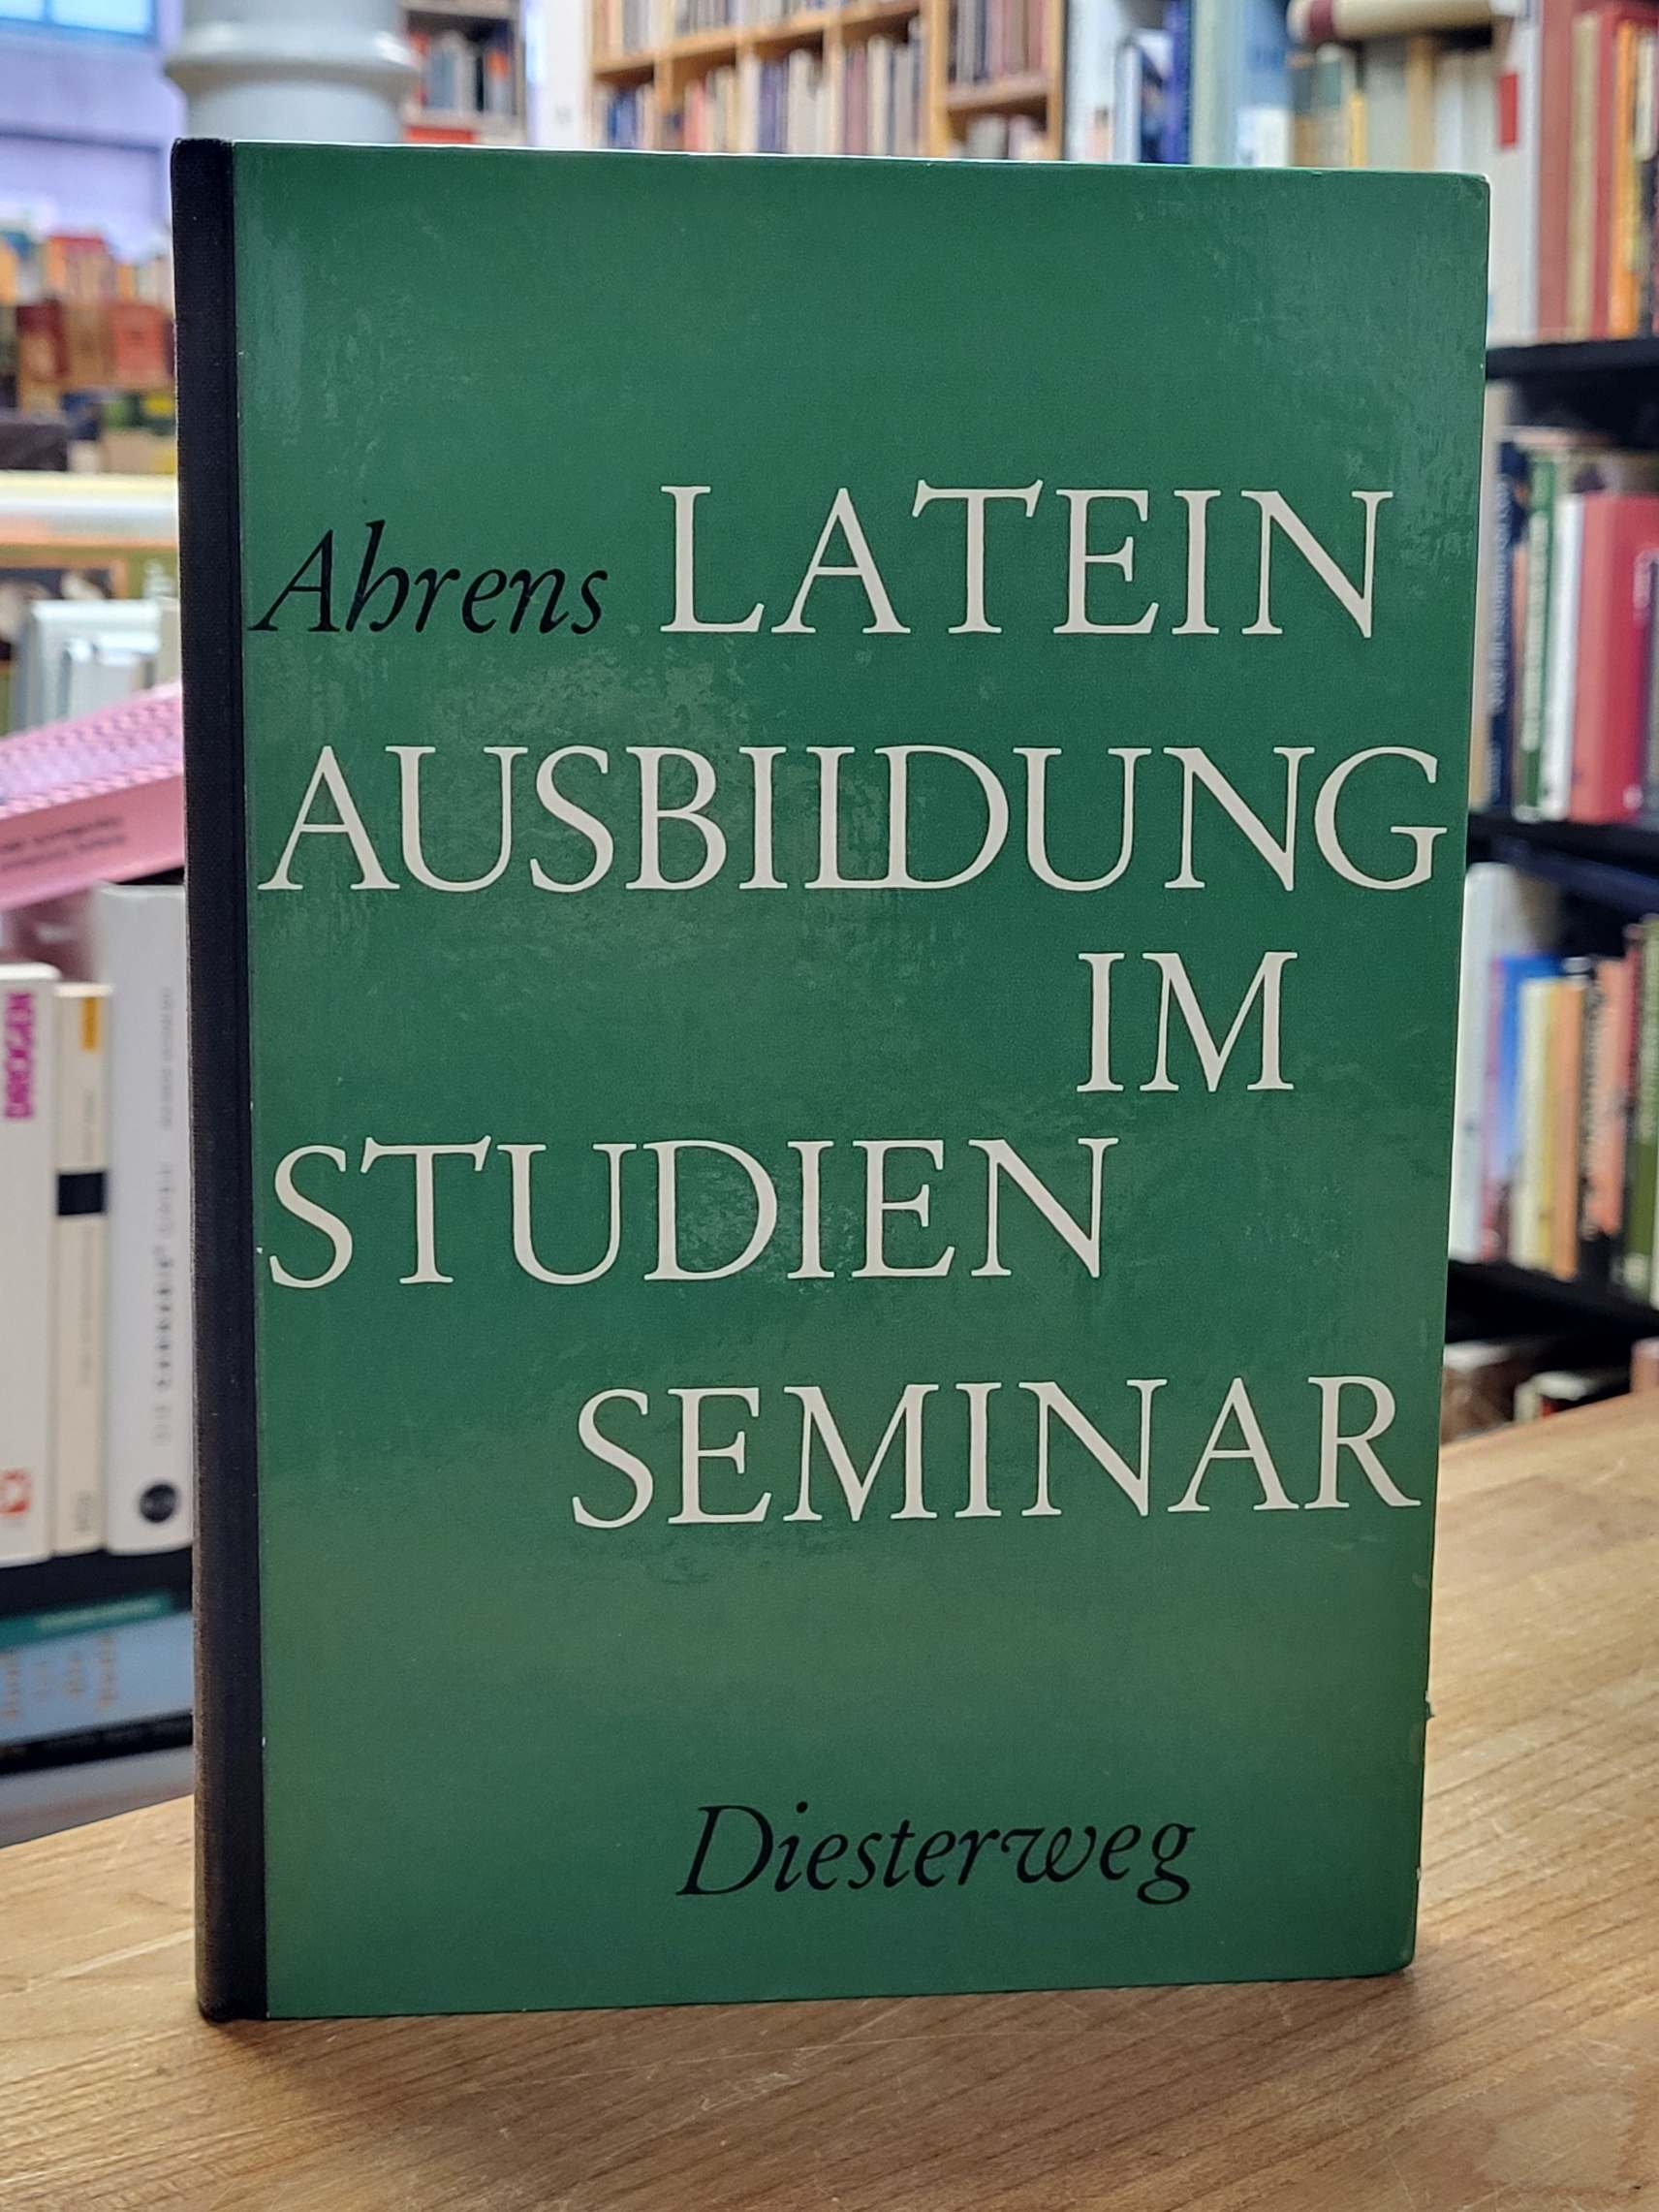 Ahrens LATEIN
AUSBILDUNG
IM
STUDIEN
SEMINAR
Diesterweg